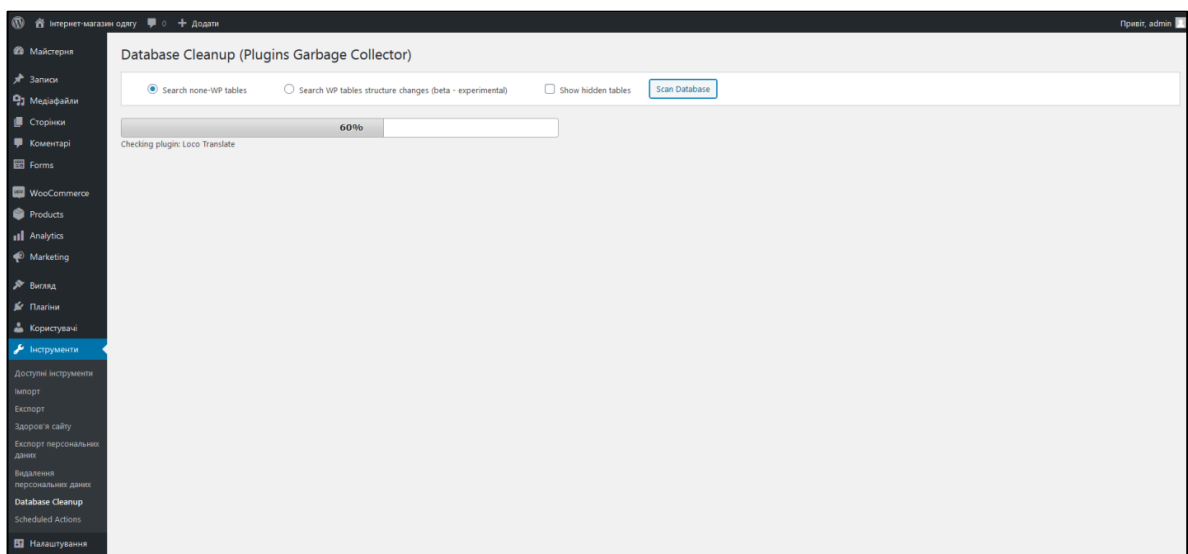 Інтернет-магазин одягу 0 + Додати Привіт, admin
Майстерня
Записи
Медіафайли
Сторінки
Коментарі
Forms
WooCommerce
Products
Analytics
Marketing
Вигляд
Плагіни
Користувачі
Інструменти
Доступні інструменти
Імпорт
Експорт
Здоров'я сайту
Експорт персональних
даних
Видалення
персональних даних
Database Cleanup
Scheduled Actions
Налаштування
Database Cleanup (Plugins Garbage Collector)
Search none-WP tables Search WP tables structure changes (beta - experimental) Show hidden tables Scan Database
60%
Checking plugin: Loco Translate